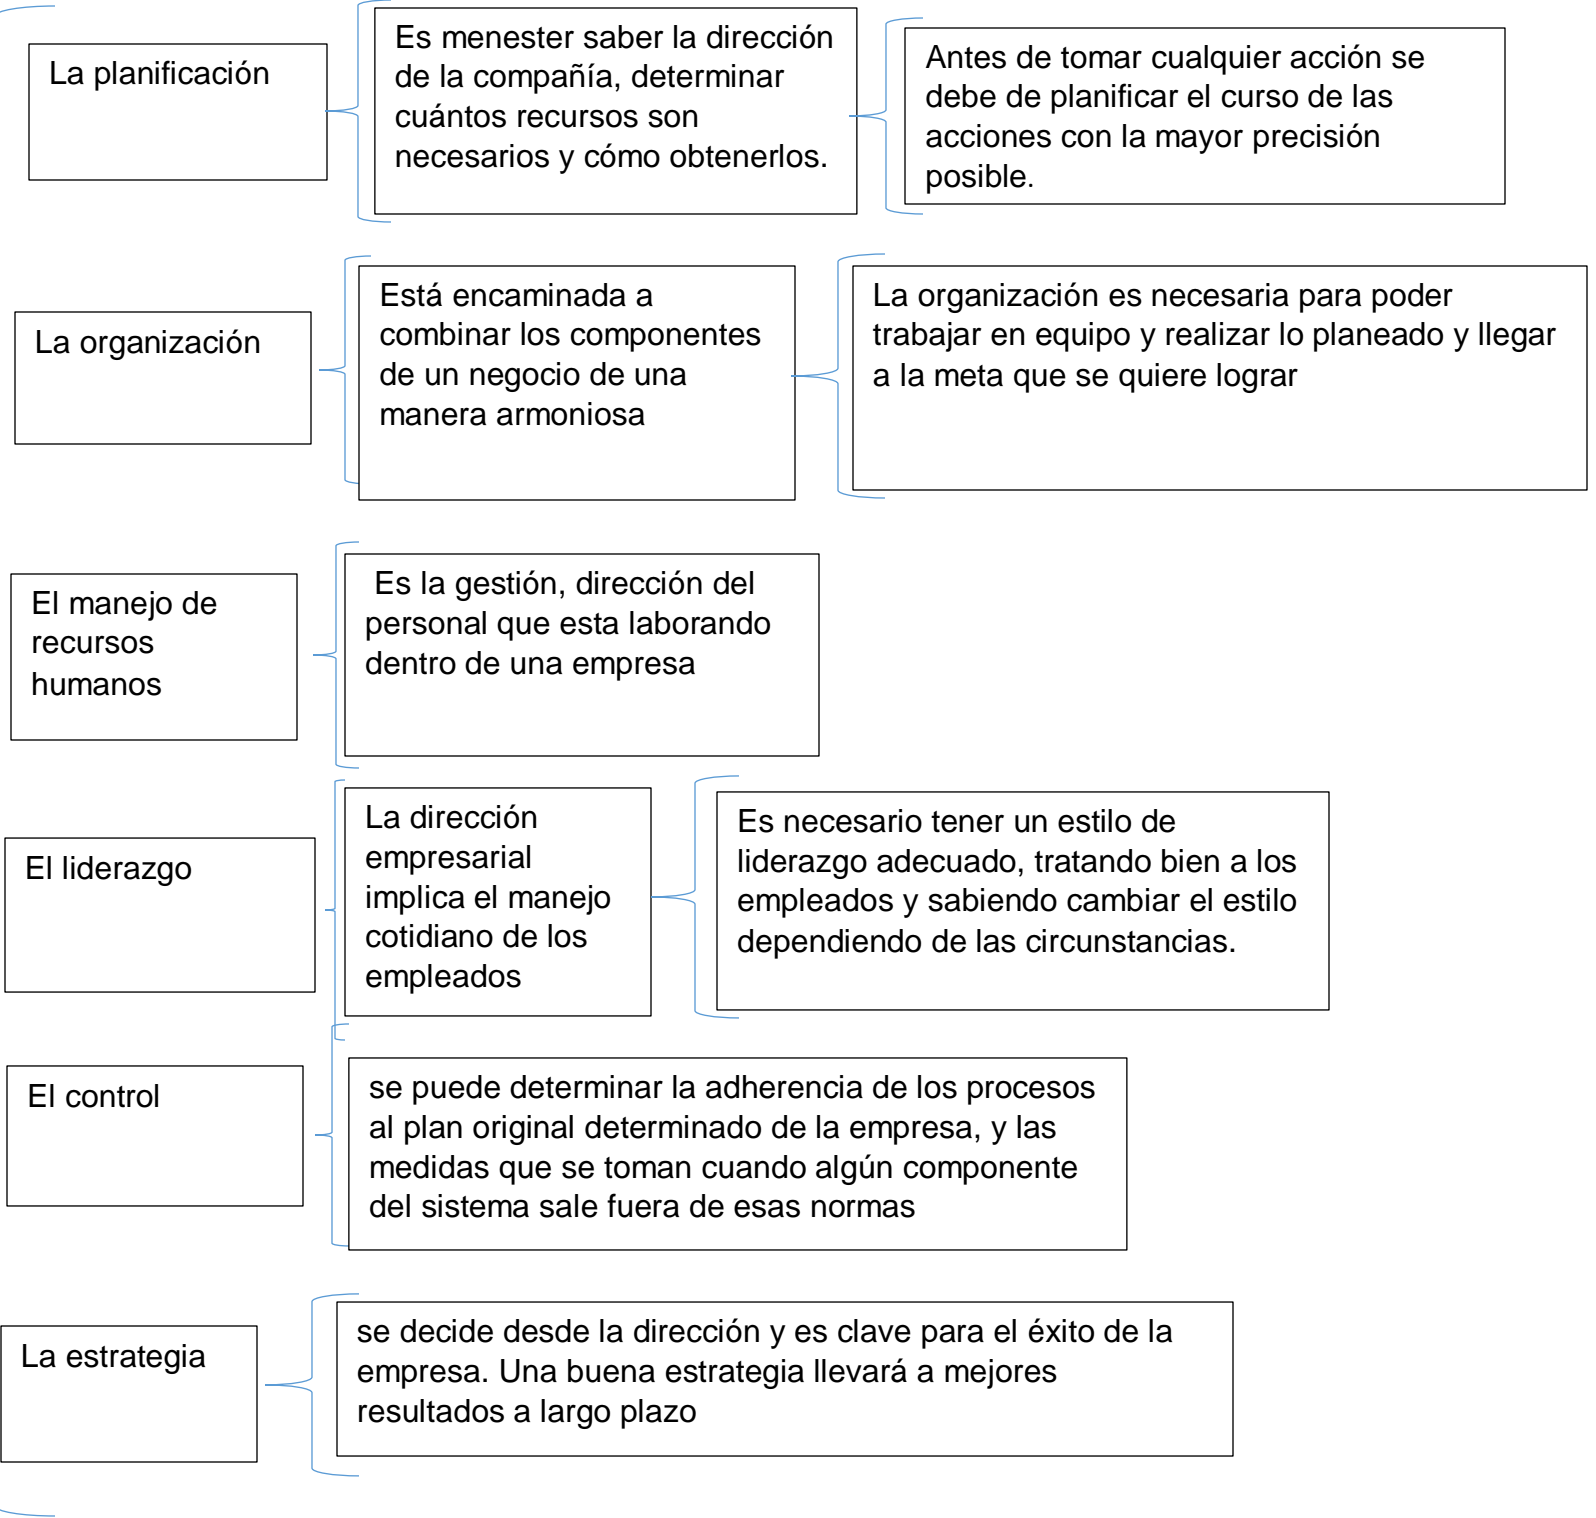 La planificación
Es menester saber la dirección
de la compañía, determinar
cuántos recursos son
necesarios y cómo obtenerlos.
Antes de tomar cualquier acción se
debe de planificar el curso de las
acciones con la mayor precisión
posible.
La organización
Está encaminada a
combinar los componentes
de un negocio de una
manera armoniosa
La organización es necesaria para poder
trabajar en equipo y realizar lo planeado y llegar
a la meta que se quiere lograr
El manejo de
recursos
humanos
Es la gestión, dirección del
personal que esta laborando
dentro de una empresa
El liderazgo
La dirección
empresarial
implica el manejo
cotidiano de los
empleados
Es necesario tener un estilo de
liderazgo adecuado, tratando bien a los
empleados y sabiendo cambiar el estilo
dependiendo de las circunstancias.
El control
se puede determinar la adherencia de los procesos
al plan original determinado de la empresa, y las
medidas que se toman cuando algún componente
del sistema sale fuera de esas normas
La estrategia
se decide desde la dirección y es clave para el éxito de la
empresa. Una buena estrategia llevará a mejores
resultados a largo plazo